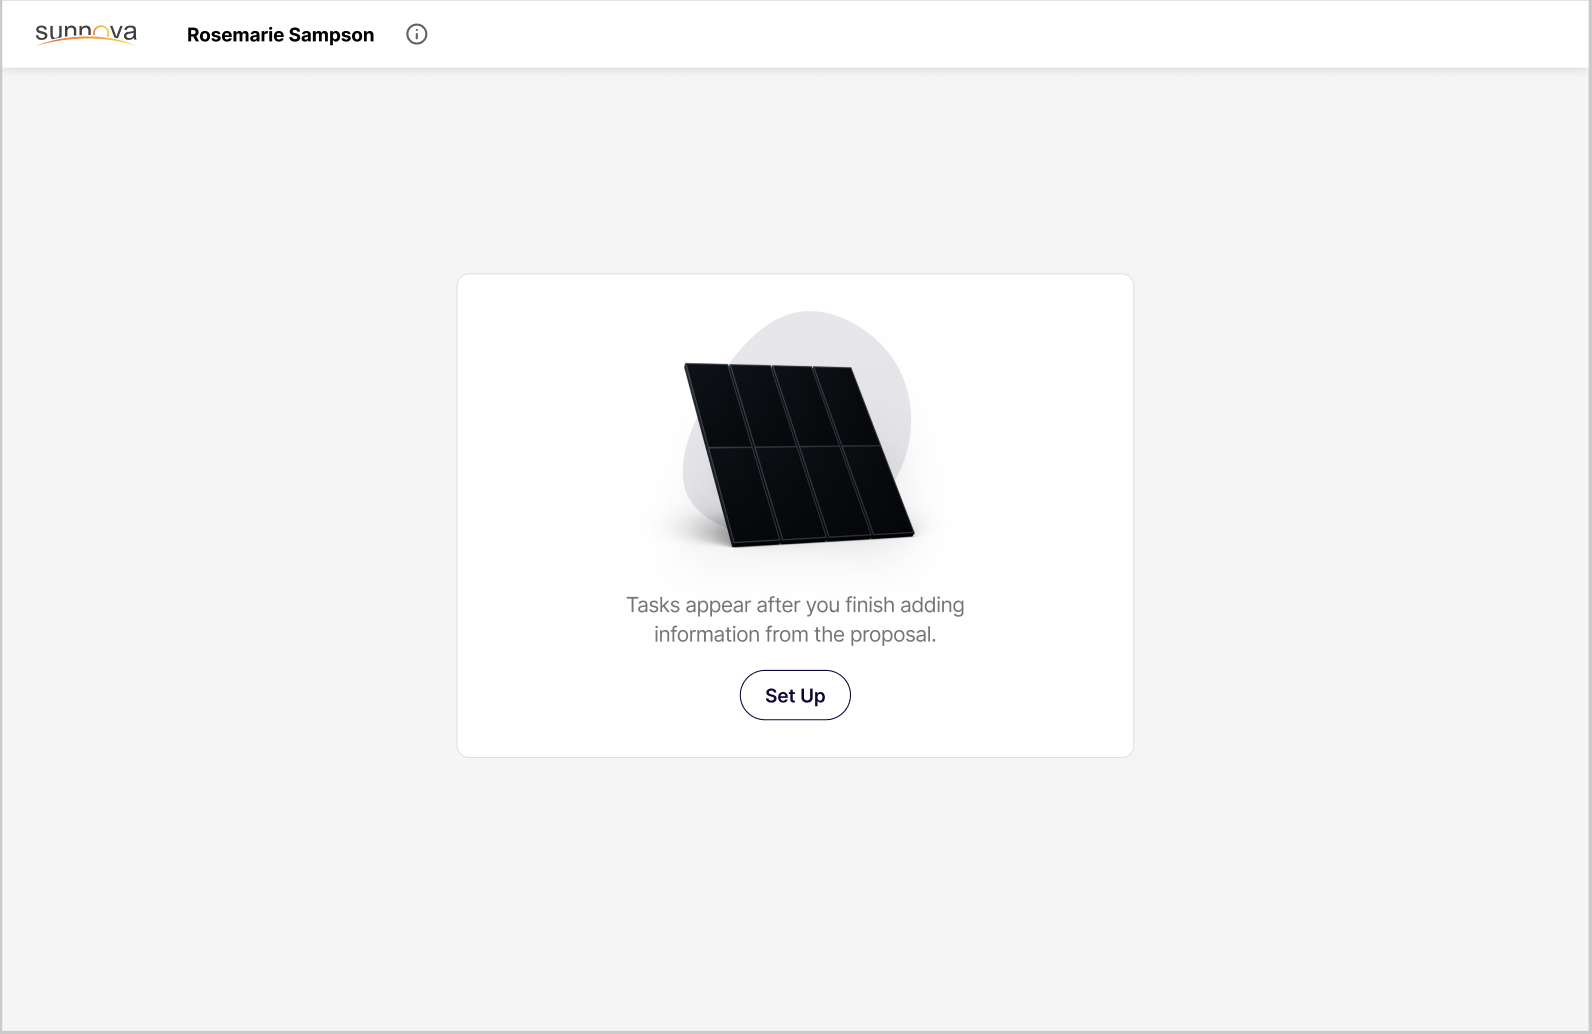 sunnova
Rosemarie Sampson
Tasks appear after you finish adding
information from the proposal.
Set Up